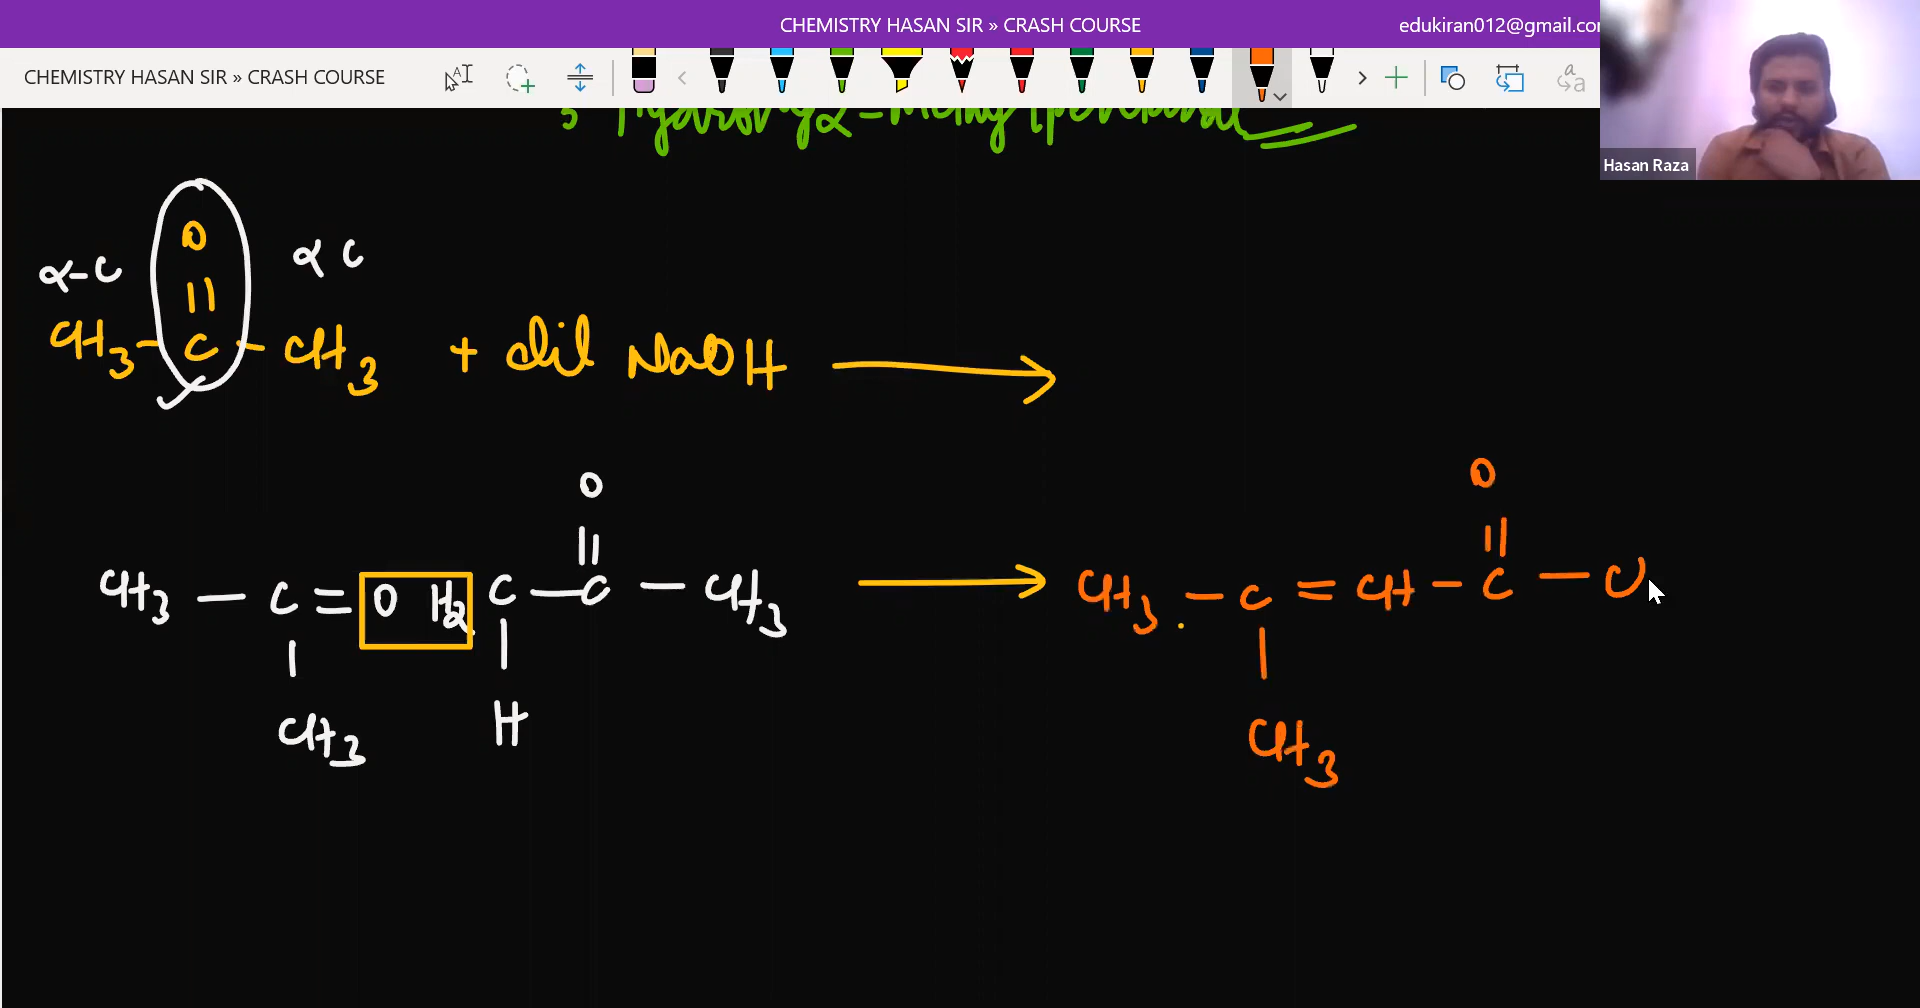 CHEMISTRY HASAN SIR » CRASH COURSE
edukiran012@gmail.co
CHEMISTRY HASAN SIR » CRASH COURSE
Hasan Raza
α-C O α C
||
CH3 - C - CH3 + dil NaOH
O O
|| ||
CH3 — C = O H2 C — C — CH3 CH3 — C = CH — C — C
| | |
CH3 H CH3